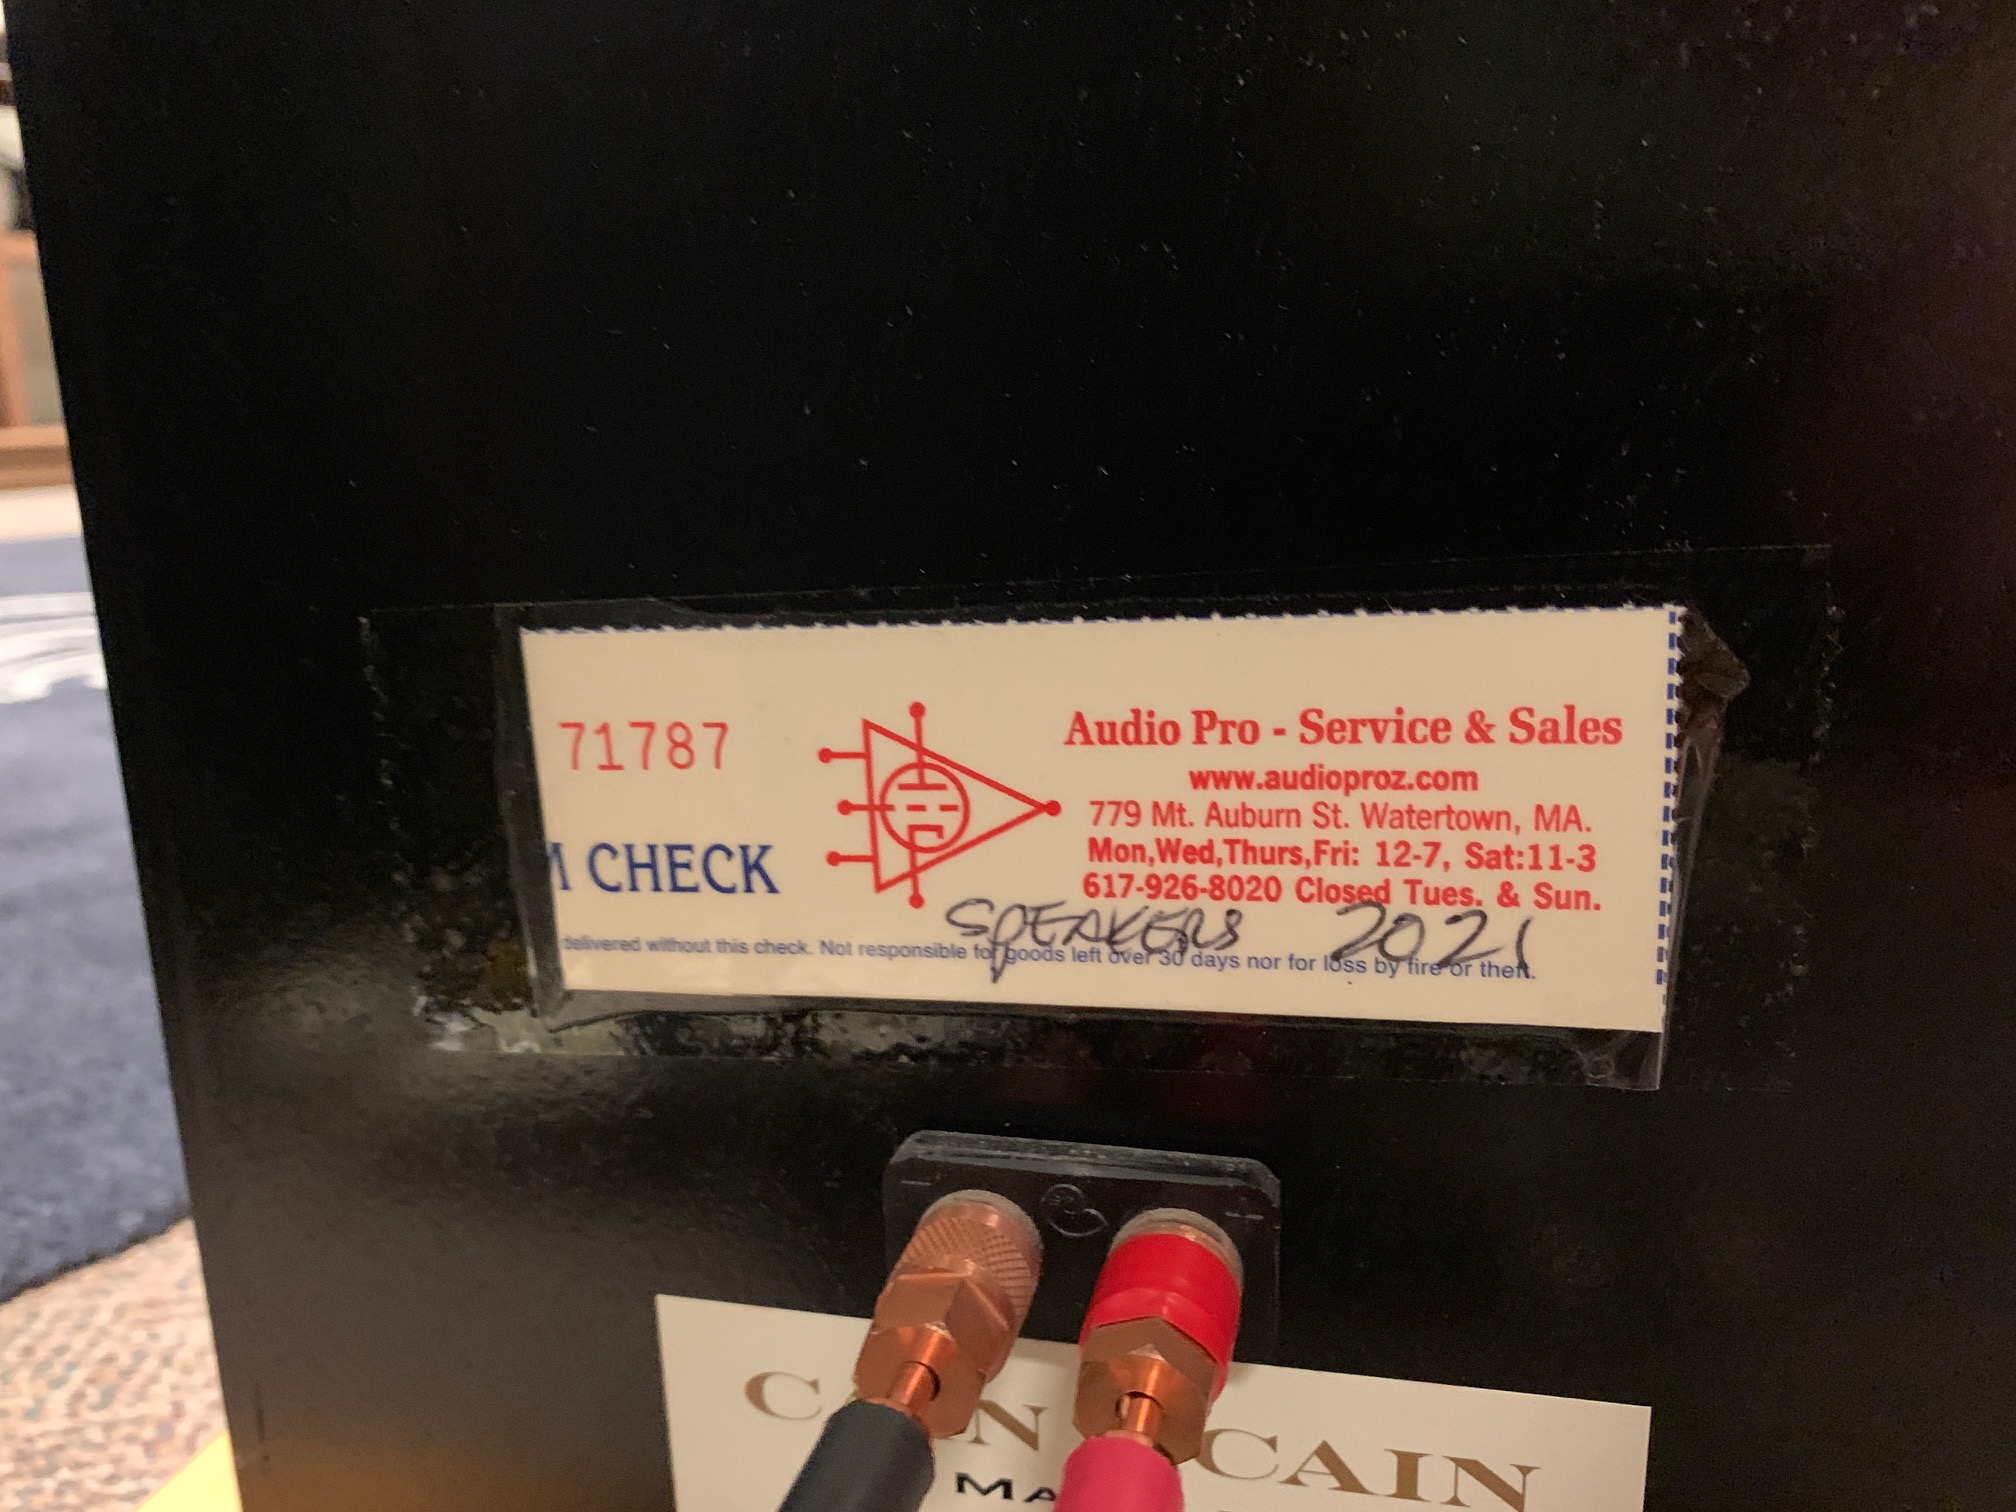 71787
CHECK
Audio Pro - Service & Sales
www.audioproz.com
779 Mt. Auburn St. Watertown, MA.
Mon,Wed,Thurs,Fri: 12-7, Sat:11-3
617-926-8020 Closed Tues. & Sun.
SPEAKERS 2021
delivered without this check. Not responsible for goods left over 30 days nor for loss by fire or theft.
- +
CAIN